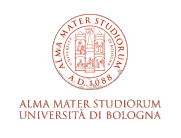 ALMA MATER STUDIORUM
A.D. 1088
ALMA MATER STUDIORUM
UNIVERSITÀ DI BOLOGNA